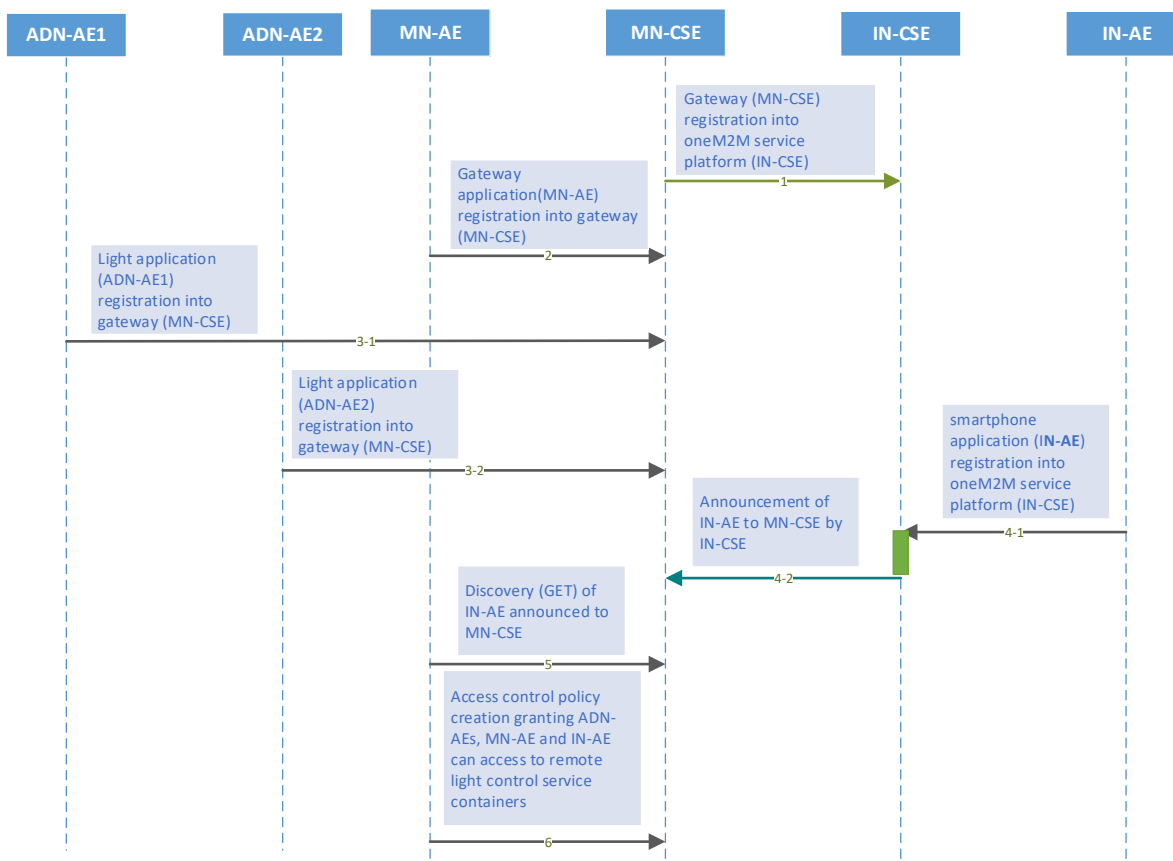 ADN-AE1
ADN-AE2
MN-AE
MN-CSE
IN-CSE
IN-AE
Gateway (MN-CSE)
registration into
oneM2M service
platform (IN-CSE)
1
Gateway
application(MN-AE)
registration into gateway
(MN-CSE)
2
Light application
(ADN-AE1)
registration into
gateway (MN-CSE)
3-1
Light application
(ADN-AE2)
registration into
gateway (MN-CSE)
3-2
smartphone
application (IN-AE)
registration into
oneM2M service
platform (IN-CSE)
4-1
Announcement of
IN-AE to MN-CSE by
IN-CSE
4-2
Discovery (GET) of
IN-AE announced to
MN-CSE
5
Access control policy
creation granting ADN-
AEs, MN-AE and IN-AE
can access to remote
light control service
containers
6